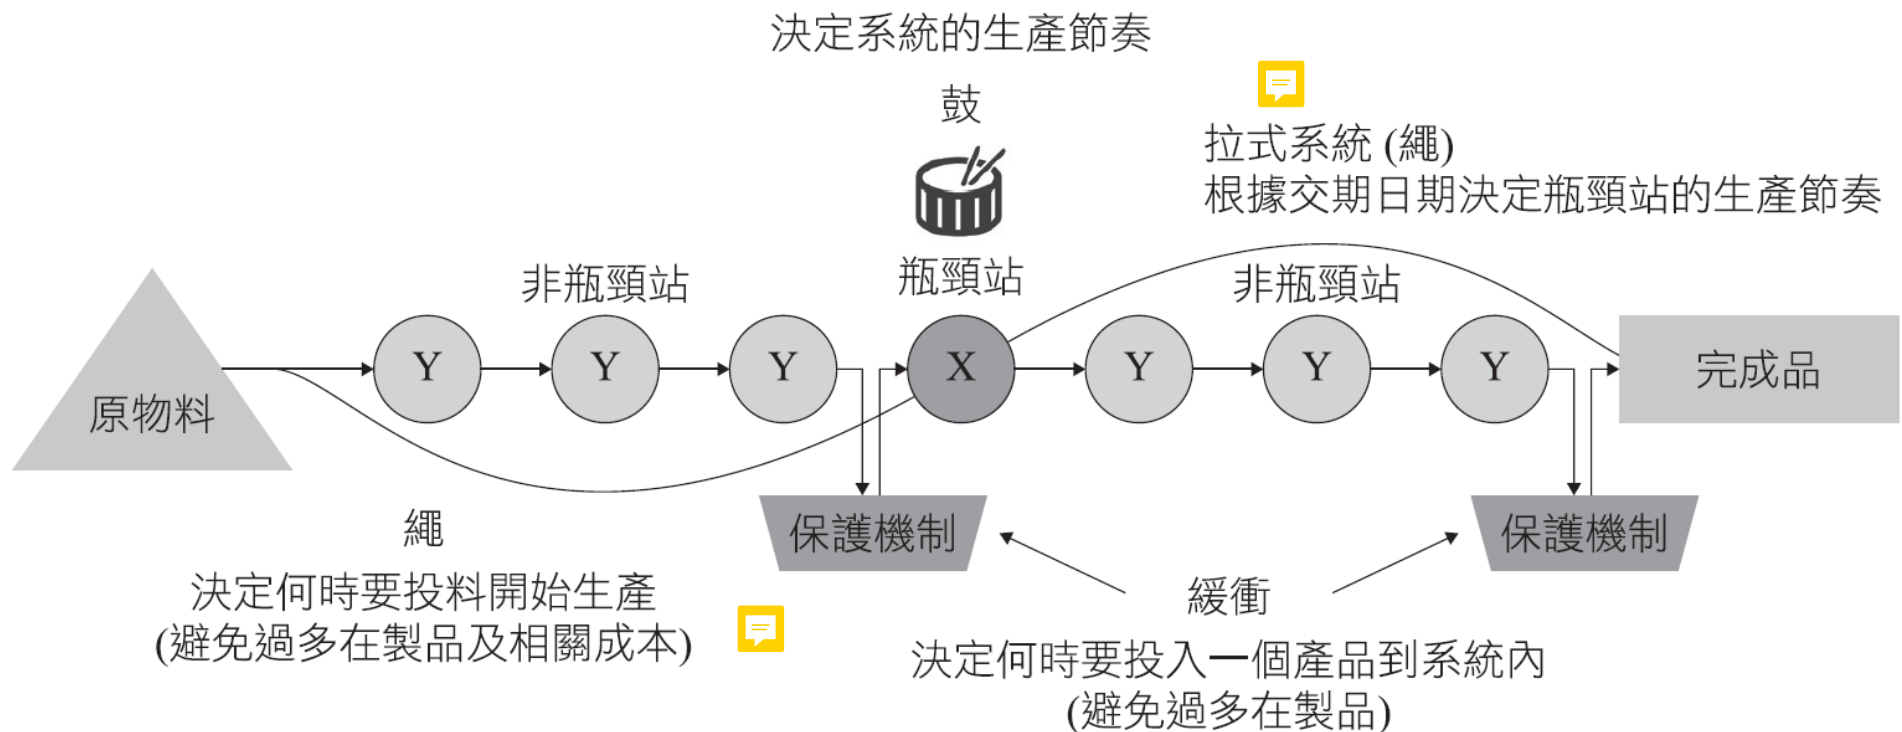 決定系統的生產節奏
鼓
拉式系統 (繩)
根據交期日期決定瓶頸站的生產節奏
非瓶頸站
瓶頸站
非瓶頸站
原物料
Y
Y
Y
X
Y
Y
Y
完成品
保護機制
保護機制
繩
決定何時要投料開始生產
(避免過多在製品及相關成本)
緩衝
決定何時要投入一個產品到系統內
(避免過多在製品)